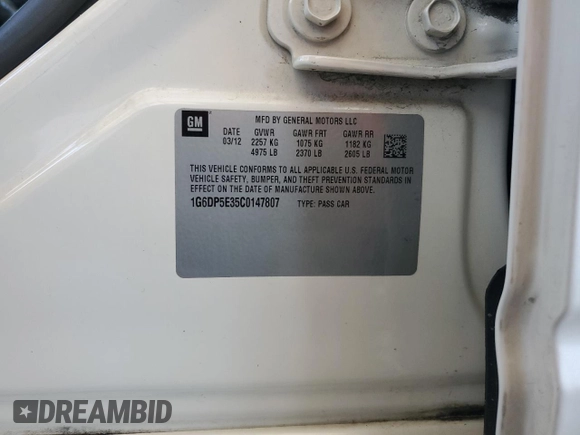 GM
MFD BY GENERAL MOTORS LLC
DATE GVWR GAWR FRT GAWR RR
03/12 2257 KG 1075 KG 1182 KG
4975 LB 2370 LB 2605 LB
THIS VEHICLE CONFORMS TO ALL APPLICABLE U.S. FEDERAL MOTOR
VEHICLE SAFETY, BUMPER, AND THEFT PREVENTION STANDARDS
IN EFFECT ON THE DATE OF MANUFACTURE SHOWN ABOVE.
1G6DP5E35C0147807 TYPE: PASS CAR
DREAMBID